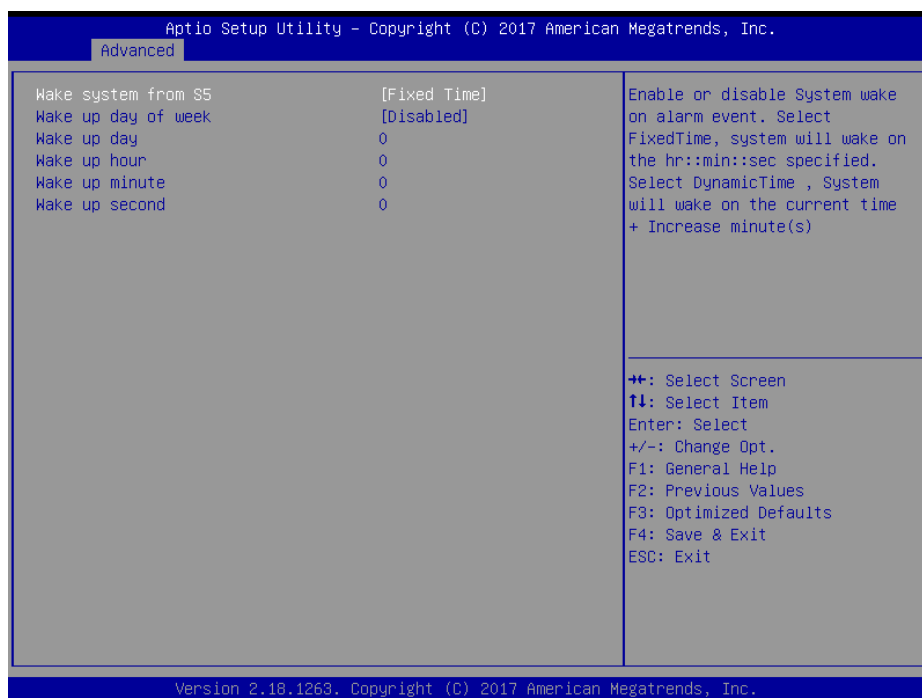 Aptio Setup Utility – Copyright (C) 2017 American Megatrends, Inc.
Advanced
Wake system from S5 [Fixed Time]
Wake up day of week [Disabled]
Wake up day 0
Wake up hour 0
Wake up minute 0
Wake up second 0
Enable or disable System wake
on alarm event. Select
FixedTime, system will wake on
the hr::min::sec specified.
Select DynamicTime , System
will wake on the current time
+ Increase minute(s)
→←: Select Screen
↑↓: Select Item
Enter: Select
+/-: Change Opt.
F1: General Help
F2: Previous Values
F3: Optimized Defaults
F4: Save & Exit
ESC: Exit
Version 2.18.1263. Copyright (C) 2017 American Megatrends, Inc.